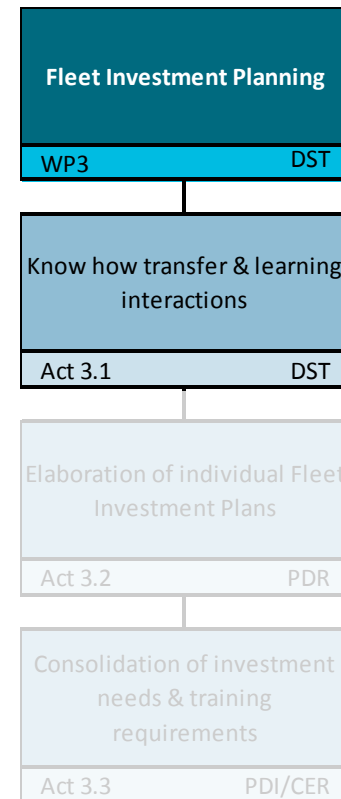 Fleet Investment Planning
WP3 DST
Know how transfer & learning
interactions
Act 3.1 DST
Elaboration of individual Fleet
Investment Plans
Act 3.2 PDR
Consolidation of investment
needs & training
requirements
Act 3.3 PDI/CER